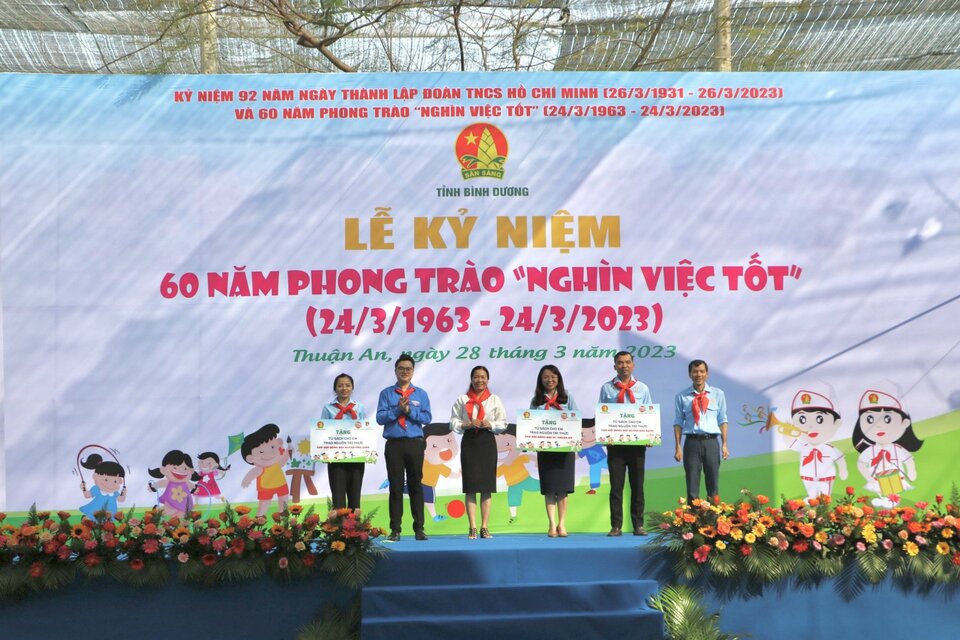 KỶ NIỆM 92 NĂM NGÀY THÀNH LẬP ĐOÀN TNCS HỒ CHÍ MINH (26/3/1931 - 26/3/2023)
VÀ 60 NĂM PHONG TRÀO "NGHÌN VIỆC TỐT" (24/3/1963 - 24/3/2023)
SẴN SÀNG
TỈNH BÌNH DƯƠNG
LỄ KỶ NIỆM
60 NĂM PHONG TRÀO "NGHÌN VIỆC TỐT"
(24/3/1963 - 24/3/2023)
Thuận An, ngày 28 tháng 3 năm 2023
TẶNG
TỦ SÁCH CHO EM
TRAO NGUỒN TRI THỨC
TẶNG
TỦ SÁCH CHO EM
TRAO NGUỒN TRI THỨC
TẶNG
TỦ SÁCH CHO EM
TRAO NGUỒN TRI THỨC